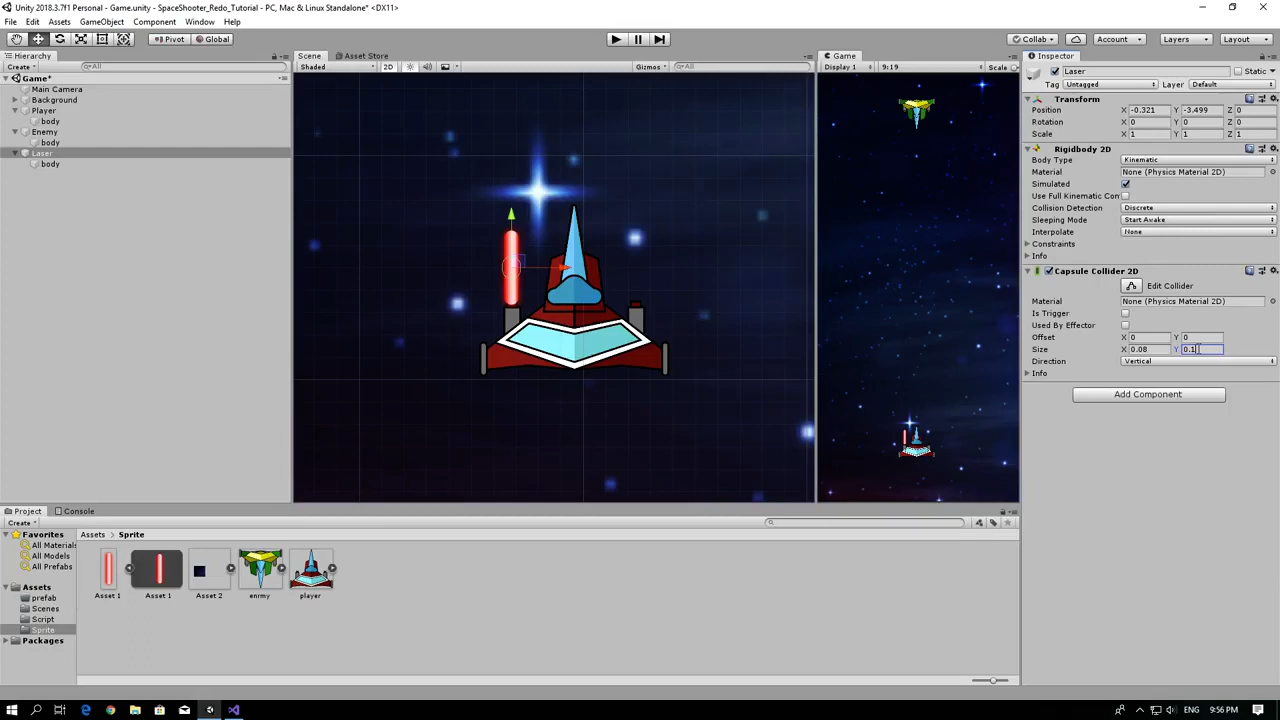 Unity 2018.3.7f1 Personal - Game.unity - SpaceShooter_Redo_Tutorial - PC, Mac & Linux Standalone* <DX11>
File Edit Assets GameObject Component Window Help
Pivot Global Collab Account Layers Layout
Hierarchy
Create All
Game*
Main Camera
Background
Player
body
Enemy
body
Laser
body
Scene Asset Store
Shaded 2D Gizmos All
Game
Display 1 9:19 Scale
Inspector
Laser Static
Tag Untagged Layer Default
Transform
Position X -0.321 Y -3.499 Z 0
Rotation X 0 Y 0 Z 0
Scale X 1 Y 1 Z 1
Rigidbody 2D
Body Type Kinematic
Material None (Physics Material 2D)
Simulated
Use Full Kinematic Con
Collision Detection Discrete
Sleeping Mode Start Awake
Interpolate None
Constraints
Info
Capsule Collider 2D
Edit Collider
Material None (Physics Material 2D)
Is Trigger
Used By Effector
Offset X 0 Y 0
Size X 0.08 Y 0.1
Direction Vertical
Info
Add Component
Project Console
Create
Favorites
All Materials
All Models
All Prefabs
Assets
prefab
Scenes
Script
Sprite
Packages
Assets Sprite
Asset 1 Asset 1 Asset 2 enrmy player
ENG 9:56 PM